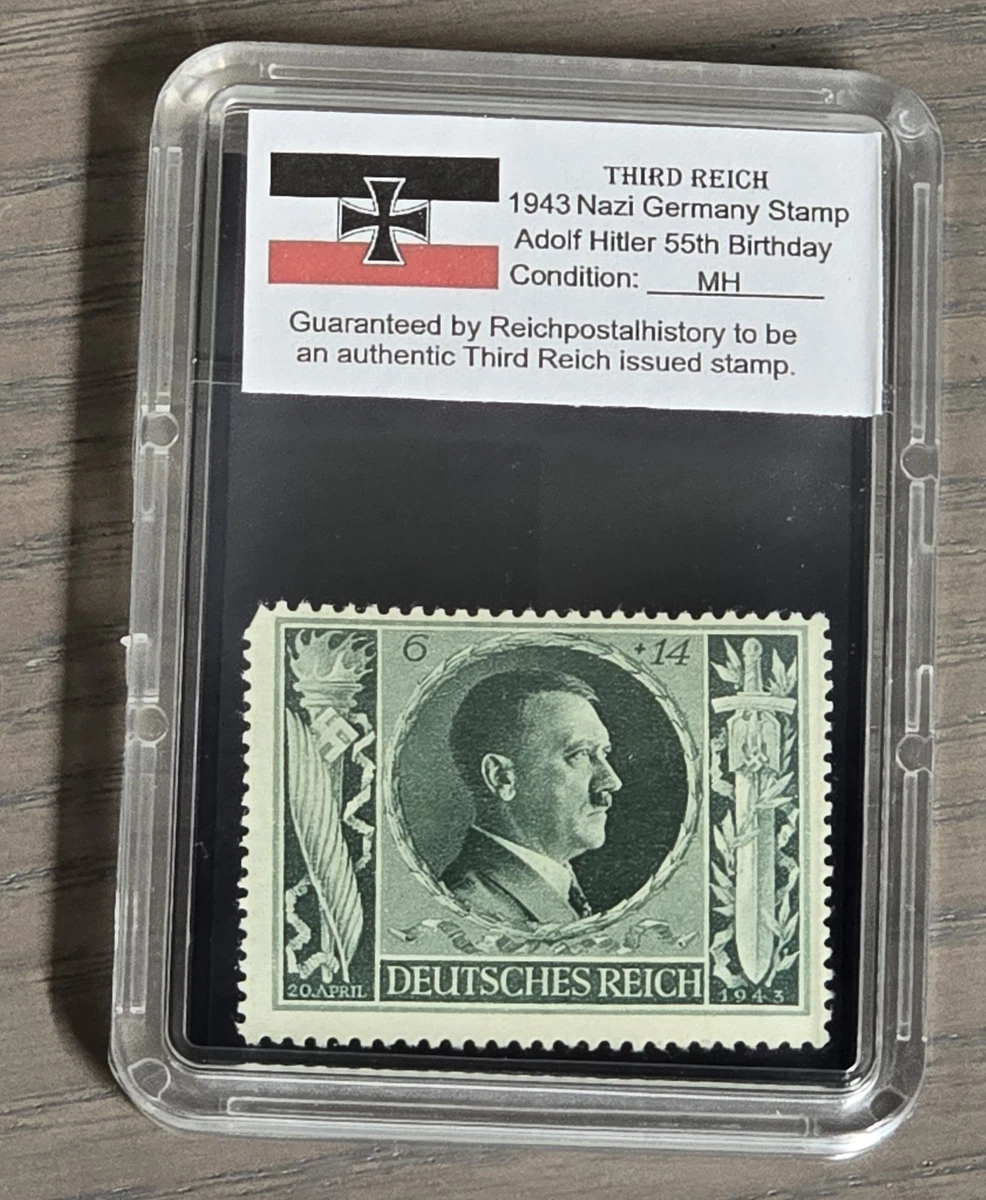 THIRD REICH
1943 Nazi Germany Stamp
Adolf Hitler 55th Birthday
Condition: MH
Guaranteed by Reichpostalhistory to be
an authentic Third Reich issued stamp.
6 +14
20.APRIL DEUTSCHES REICH 1943